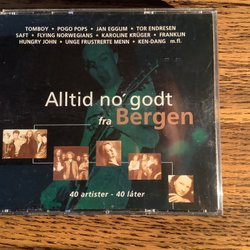 TOMBOY • POGO POPS • JAN EGGUM • TOR ENDRESEN
SAFT • FLYING NORWEGIANS • KAROLINE KRÜGER • FRANKLIN
HUNGRY JOHN • UNGE FRUSTRERTE MENN • KEN-DANG m.fl.
Alltid no' godt
fra Bergen
40 artister - 40 låter